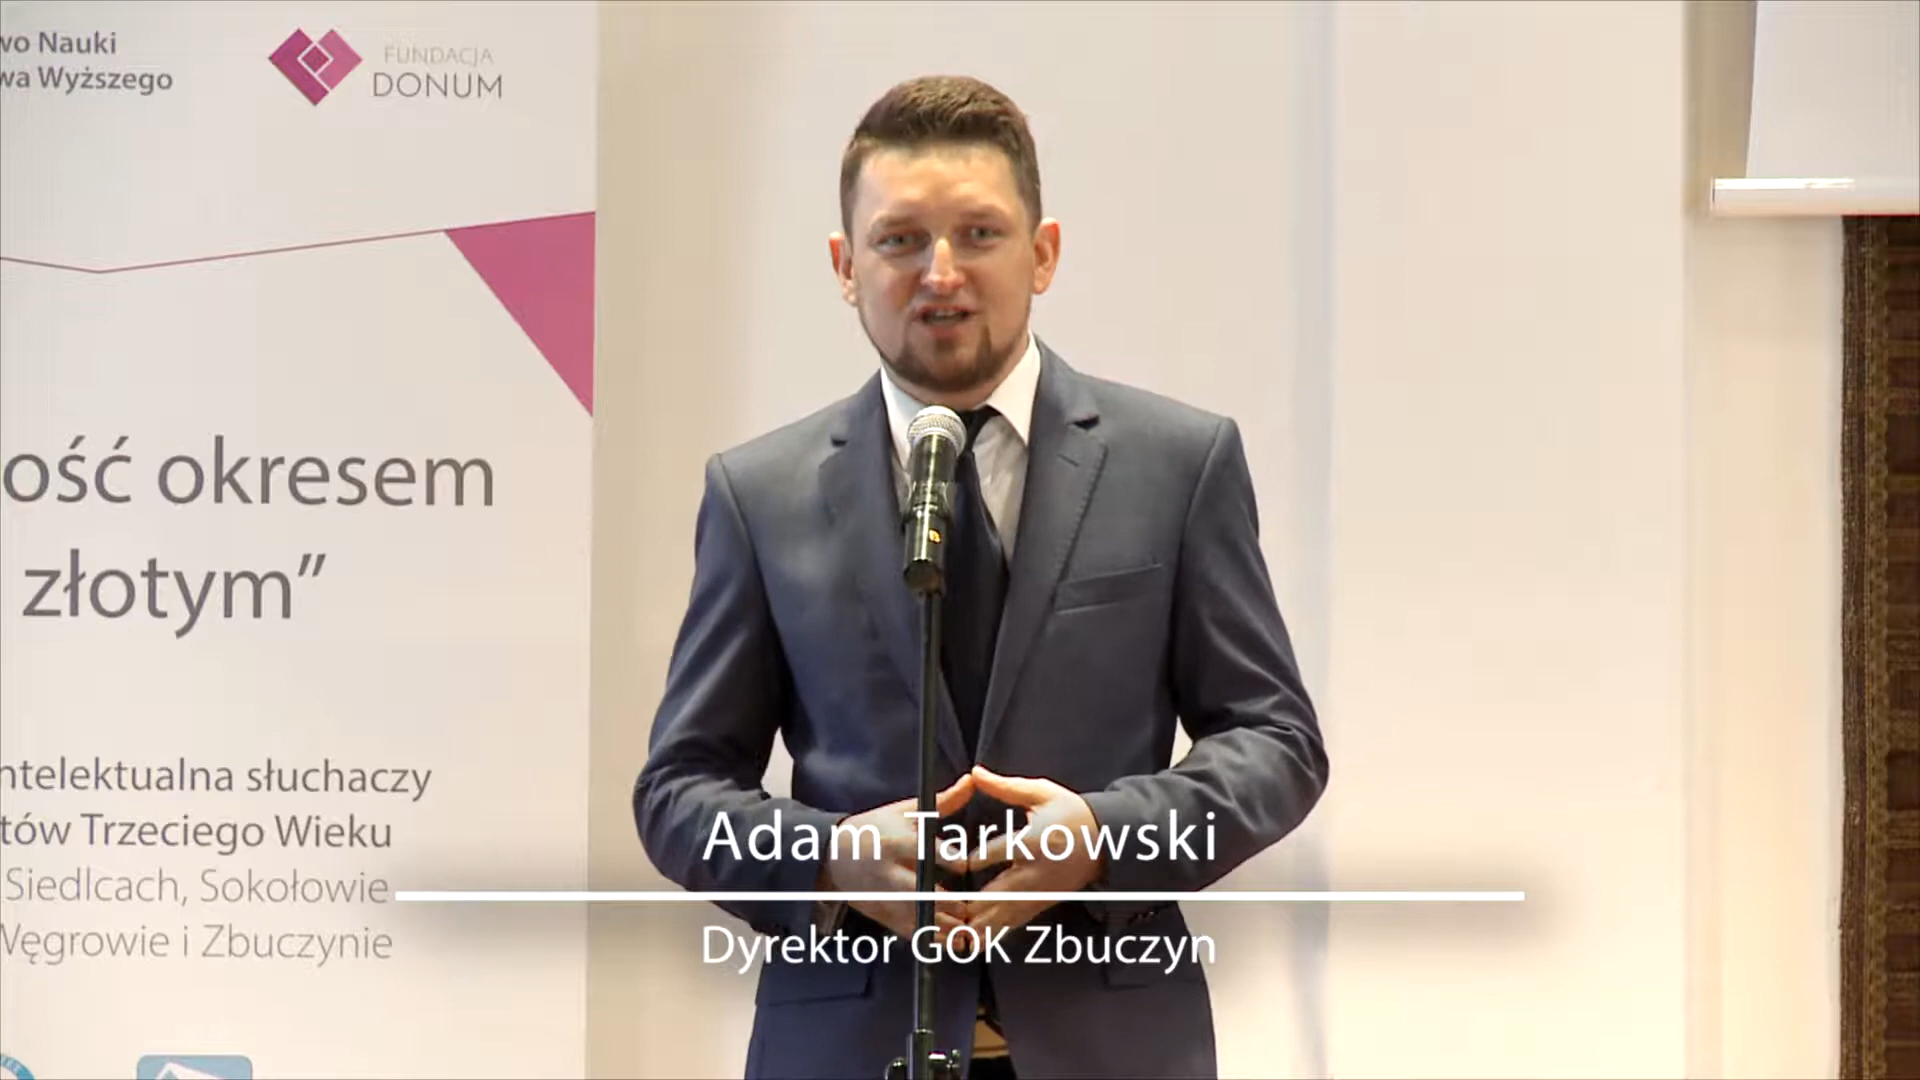 wo Nauki
wa Wyższego
FUNDACJA
DONUM
ość okresem
złotym”
ntelektualna słuchaczy
tów Trzeciego Wieku
Siedlcach, Sokołowie
Węgrowie i Zbuczynie
Adam Tarkowski
Dyrektor GOK Zbuczyn